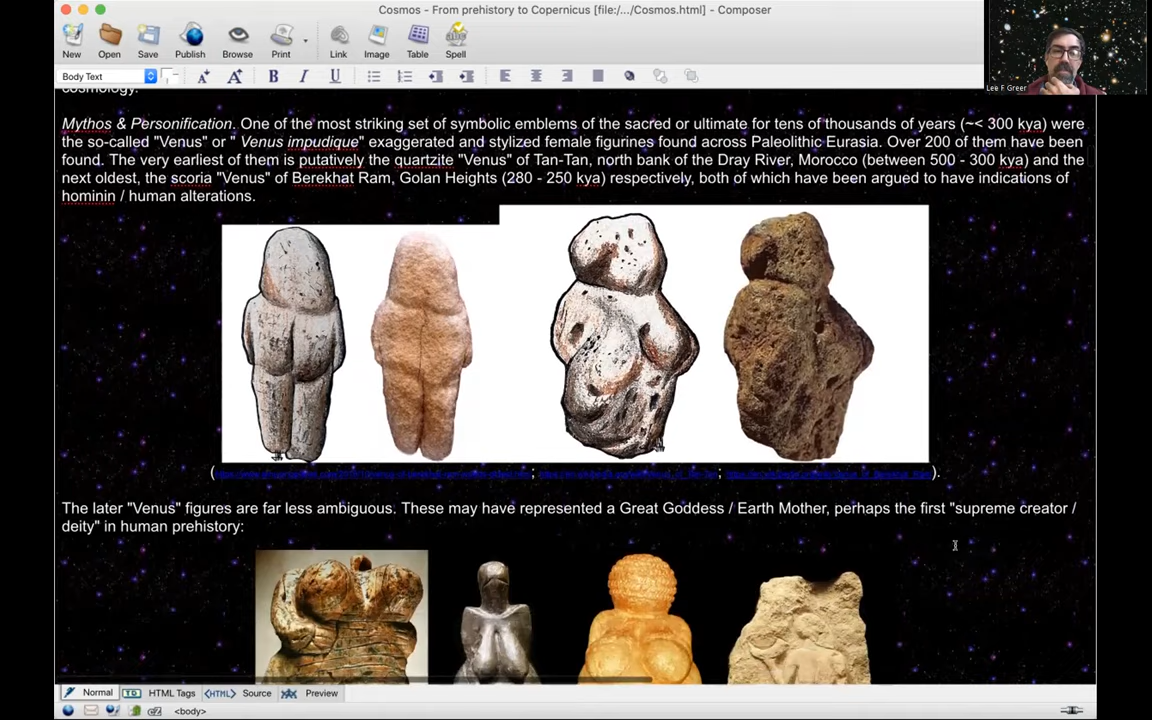 Cosmos - From prehistory to Copernicus [file:/.../Cosmos.html] - Composer
New Open Save Publish Browse Print Link Image Table Spell
Lee F Greer
Body Text
B I U
cosmology.
Mythos & Personification. One of the most striking set of symbolic emblems of the sacred or ultimate for tens of thousands of years (~< 300 kya) were
the so-called "Venus" or " Venus impudique" exaggerated and stylized female figurines found across Paleolithic Eurasia. Over 200 of them have been
found. The very earliest of them is putatively the quartzite "Venus" of Tan-Tan, north bank of the Dray River, Morocco (between 500 - 300 kya) and the
next oldest, the scoria "Venus" of Berekhat Ram, Golan Heights (280 - 250 kya) respectively, both of which have been argued to have indications of
hominin / human alterations.
( ; ; ).
The later "Venus" figures are far less ambiguous. These may have represented a Great Goddess / Earth Mother, perhaps the first "supreme creator /
deity" in human prehistory:
Normal TD HTML Tags <HTML> Source Preview
<body>